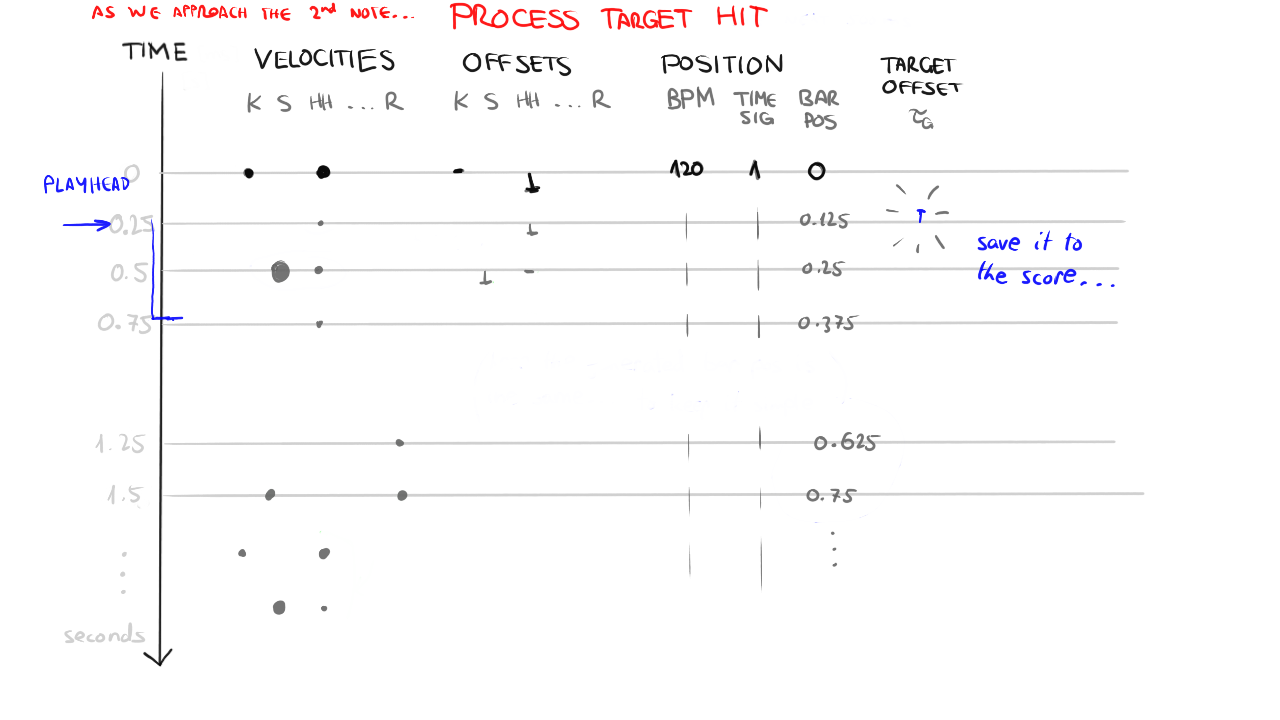 AS WE APPROACH THE 2nd NOTE... PROCESS TARGET HIT
TIME VELOCITIES OFFSETS POSITION TARGET OFFSET
K S HH ... R K S HH ... R BPM TIME SIG BAR POS τG
0 120 1 0
PLAYHEAD
0.25 0.125
save it to
the score...
0.5 0.25
0.75 0.375
1.25 0.625
1.5 0.75
seconds